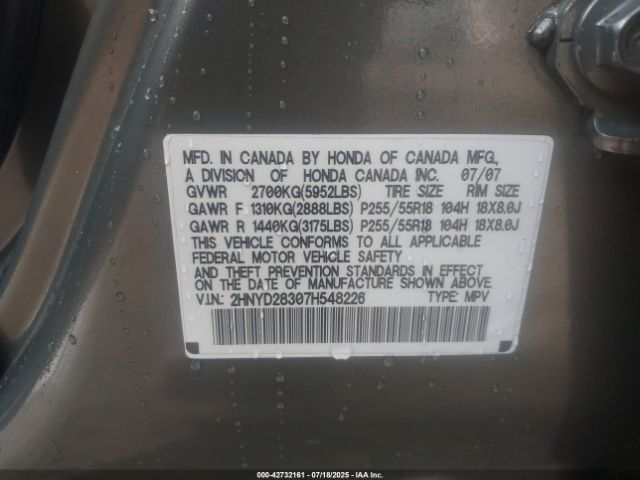 MFD. IN CANADA BY HONDA OF CANADA MFG.,
A DIVISION OF HONDA CANADA INC. 07/07
GVWR 2700KG(5952LBS) TIRE SIZE RIM SIZE
GAWR F 1310KG(2888LBS) P255/55R18 104H 18X8.0J
GAWR R 1440KG(3175LBS) P255/55R18 104H 18X8.0J
THIS VEHICLE CONFORMS TO ALL APPLICABLE
FEDERAL MOTOR VEHICLE SAFETY
AND THEFT PREVENTION STANDARDS IN EFFECT
ON THE DATE OF MANUFACTURE SHOWN ABOVE.
V.I.N: 2HNYD28307H548226 TYPE: MPV
000-42732161 | 07/18/2025 | IAA Inc.